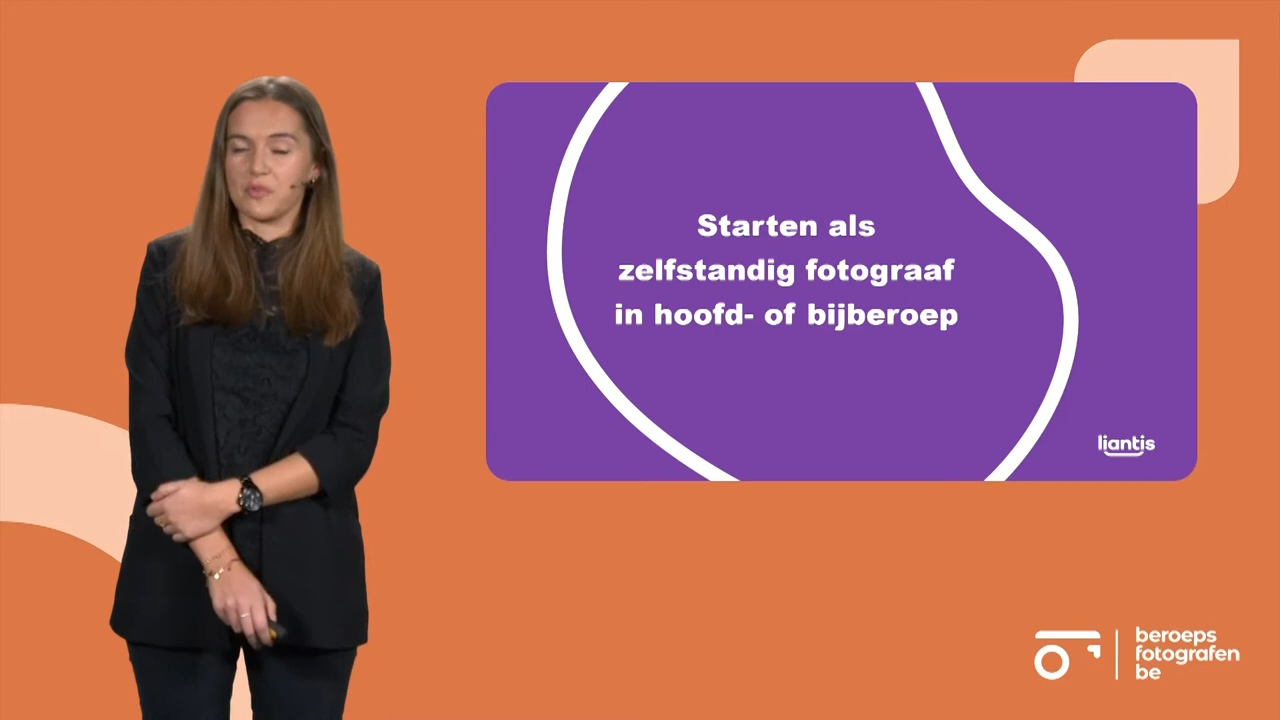 Starten als
zelfstandig fotograaf
in hoofd- of bijberoep
liantis
beroeps
fotografen
be